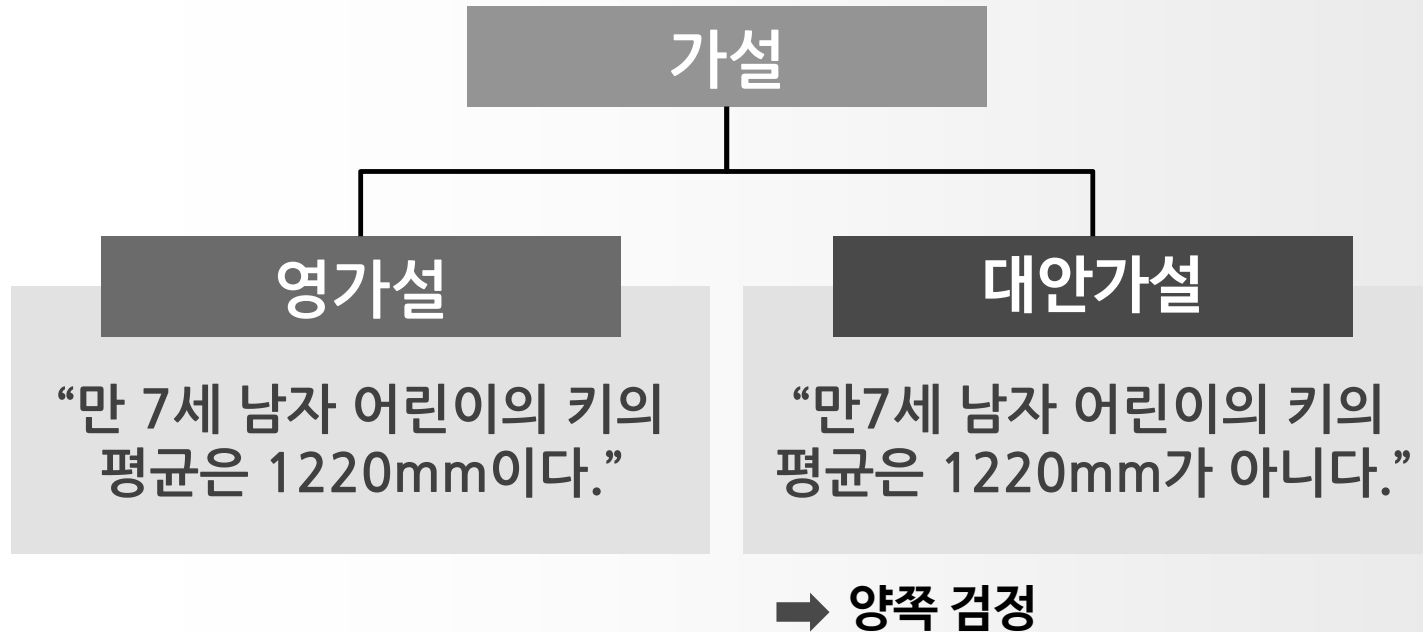 가설
영가설
“만 7세 남자 어린이의 키의
평균은 1220mm이다.”
대안가설
“만7세 남자 어린이의 키의
평균은 1220mm가 아니다.”
➡ 양쪽 검정